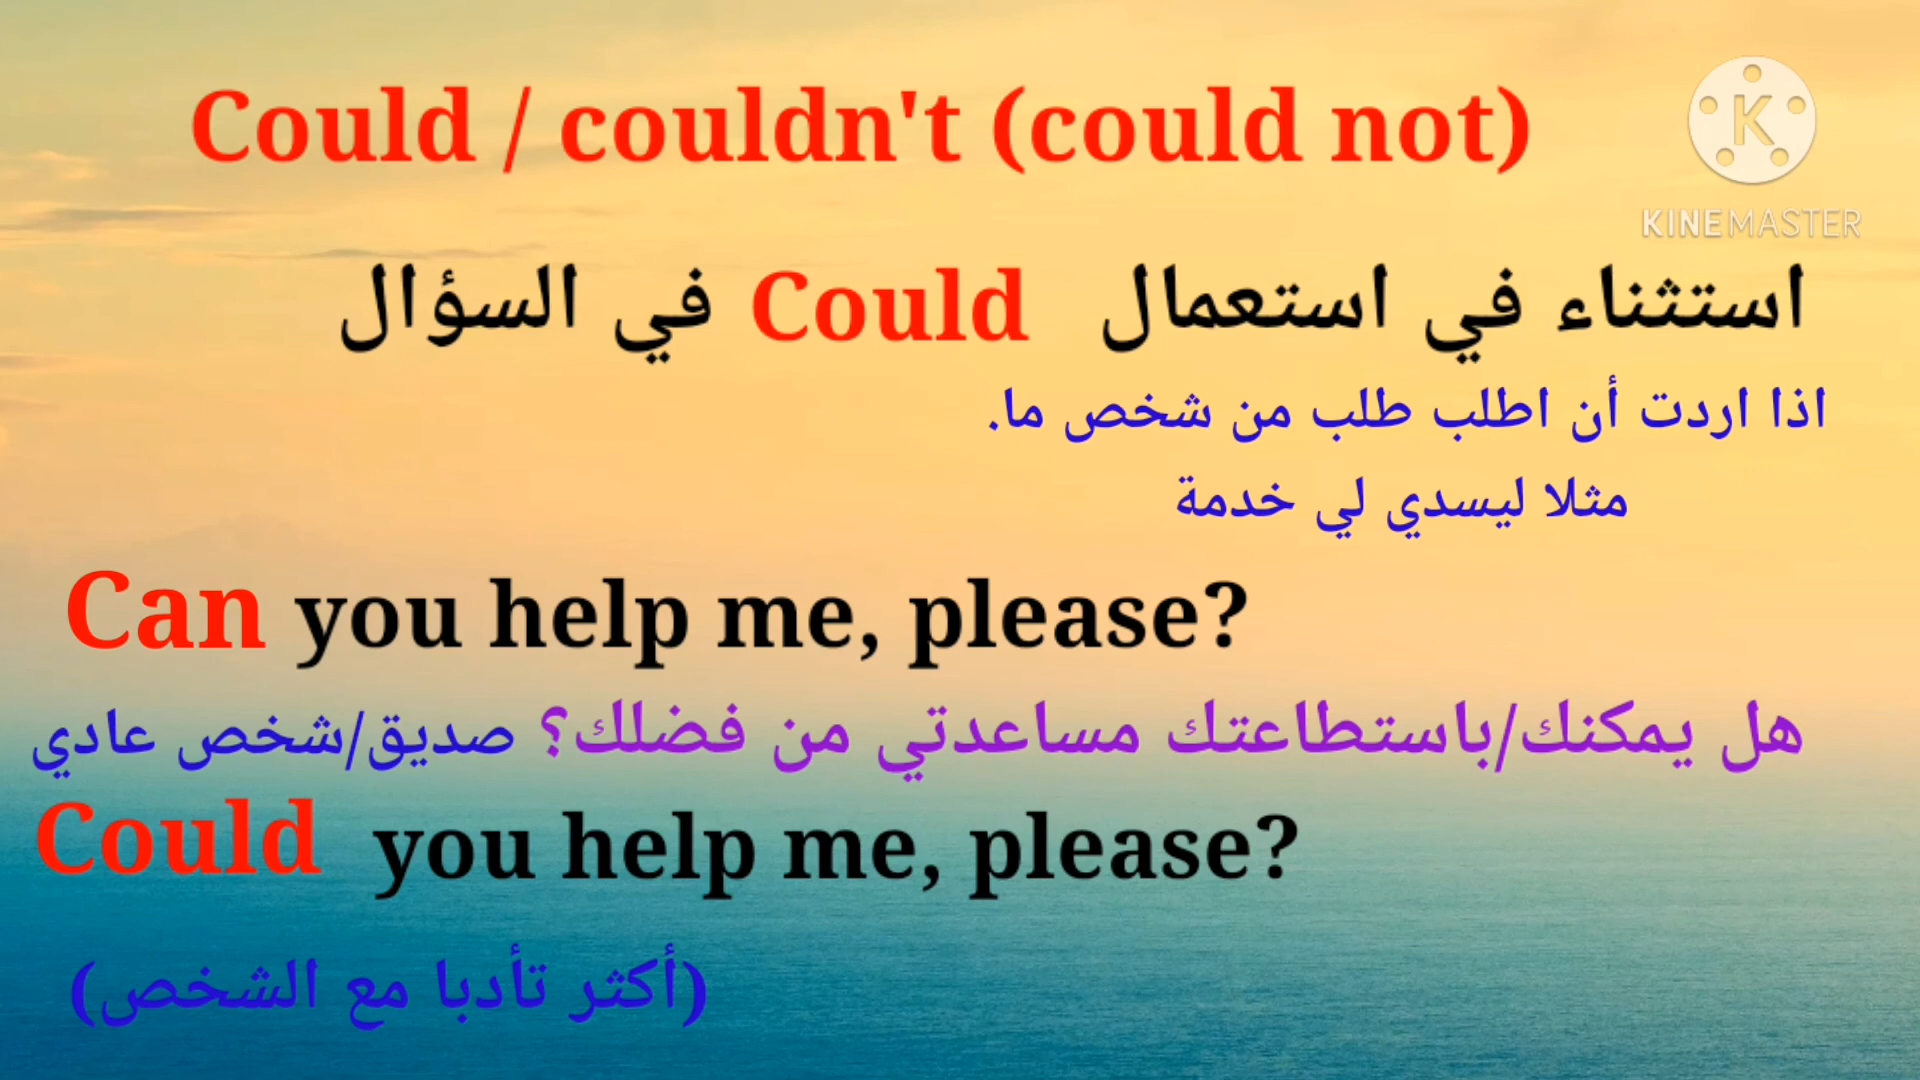 Could / couldn't (could not)
KINEMASTER
استثناء في استعمال Could في السؤال
اذا اردت أن اطلب طلب من شخص ما.
مثلا ليسدي لي خدمة
Can you help me, please?
هل يمكنك/باستطاعتك مساعدتي من فضلك؟ صديق/شخص عادي
Could you help me, please?
(أكثر تأدبا مع الشخص)